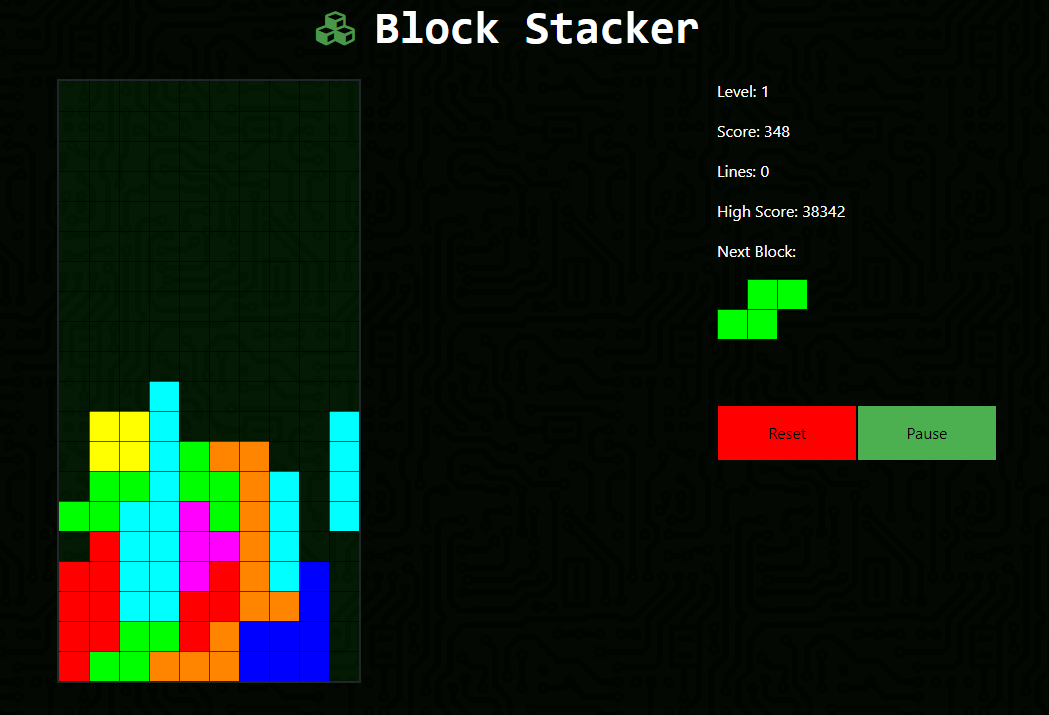 Block Stacker
Level: 1
Score: 348
Lines: 0
High Score: 38342
Next Block:
Reset
Pause